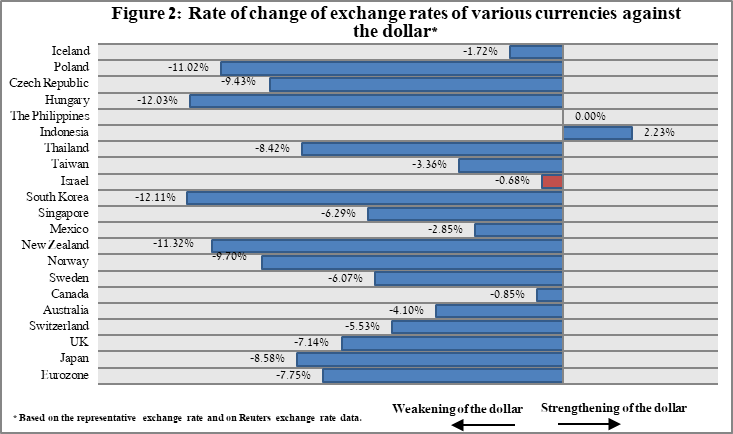 Figure 2: Rate of change of exchange rates of various currencies against
the dollar*
Iceland -1.72%
Poland -11.02%
Czech Republic -9.43%
Hungary -12.03%
The Philippines 0.00%
Indonesia 2.23%
Thailand -8.42%
Taiwan -3.36%
Israel -0.68%
South Korea -12.11%
Singapore -6.29%
Mexico -2.85%
New Zealand -11.32%
Norway -9.70%
Sweden -6.07%
Canada -0.85%
Australia -4.10%
Switzerland -5.53%
UK -7.14%
Japan -8.58%
Eurozone -7.75%
Weakening of the dollar Strengthening of the dollar
* Based on the representative exchange rate and on Reuters exchange rate data.